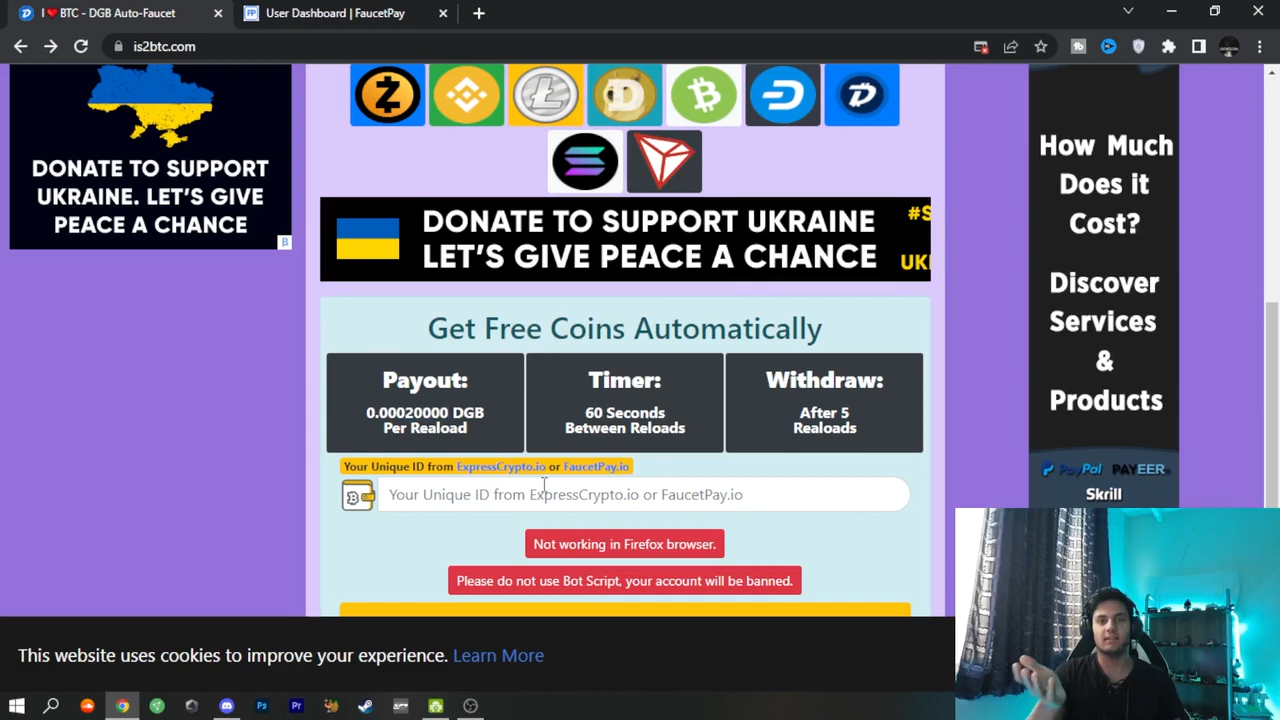 I ❤ BTC - DGB Auto-Faucet
User Dashboard | FaucetPay
is2btc.com
DONATE TO SUPPORT
UKRAINE. LET'S GIVE
PEACE A CHANCE
B
DONATE TO SUPPORT UKRAINE
LET'S GIVE PEACE A CHANCE
#S
UKI
How Much
Does it
Cost?
Discover
Services
&
Products
PayPal PAYEER
Skrill
Get Free Coins Automatically
Payout:
0.00020000 DGB
Per Reaload
Timer:
60 Seconds
Between Reloads
Withdraw:
After 5
Realoads
Your Unique ID from ExpressCrypto.io or FaucetPay.io
Your Unique ID from ExpressCrypto.io or FaucetPay.io
Not working in Firefox browser.
Please do not use Bot Script, your account will be banned.
This website uses cookies to improve your experience. Learn More